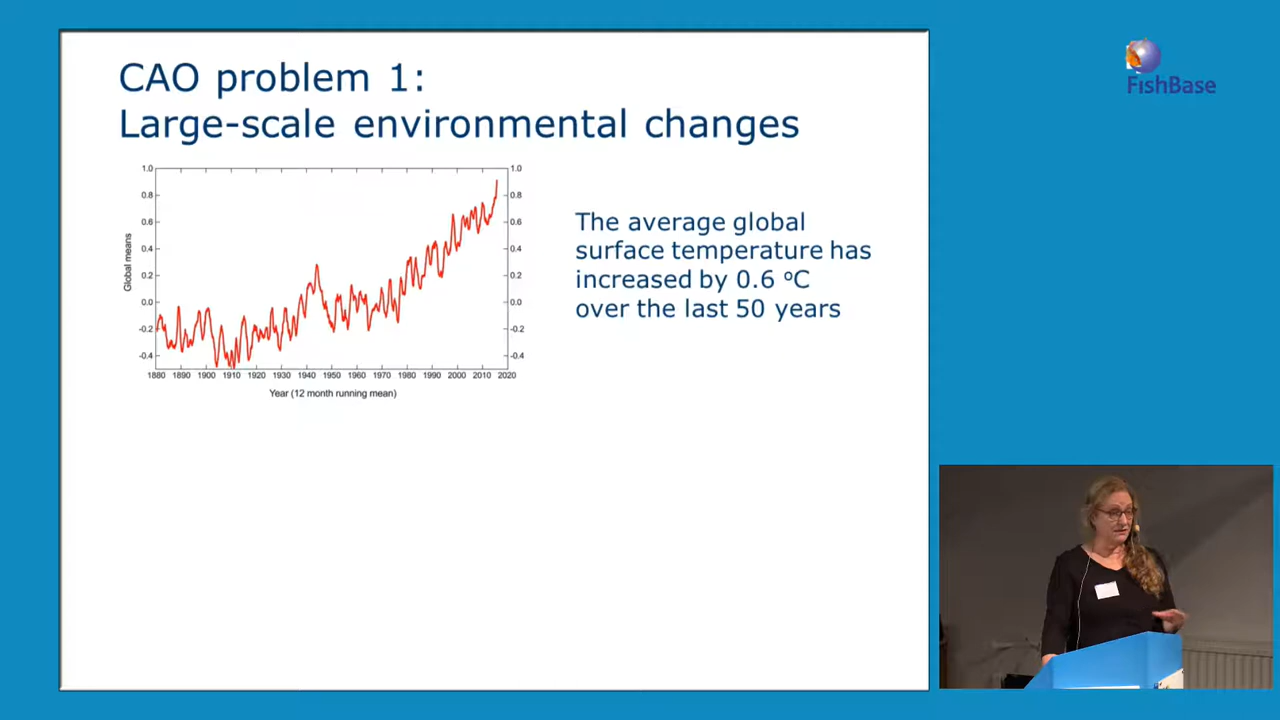 CAO problem 1:
Large-scale environmental changes
FishBase
1.0
0.8
0.6
0.4
0.2
0.0
-0.2
-0.4
Global means
1.0
0.8
0.6
0.4
0.2
0.0
-0.2
-0.4
1880 1890 1900 1910 1920 1930 1940 1950 1960 1970 1980 1990 2000 2010 2020
Year (12 month running mean)
The average global
surface temperature has
increased by 0.6 °C
over the last 50 years